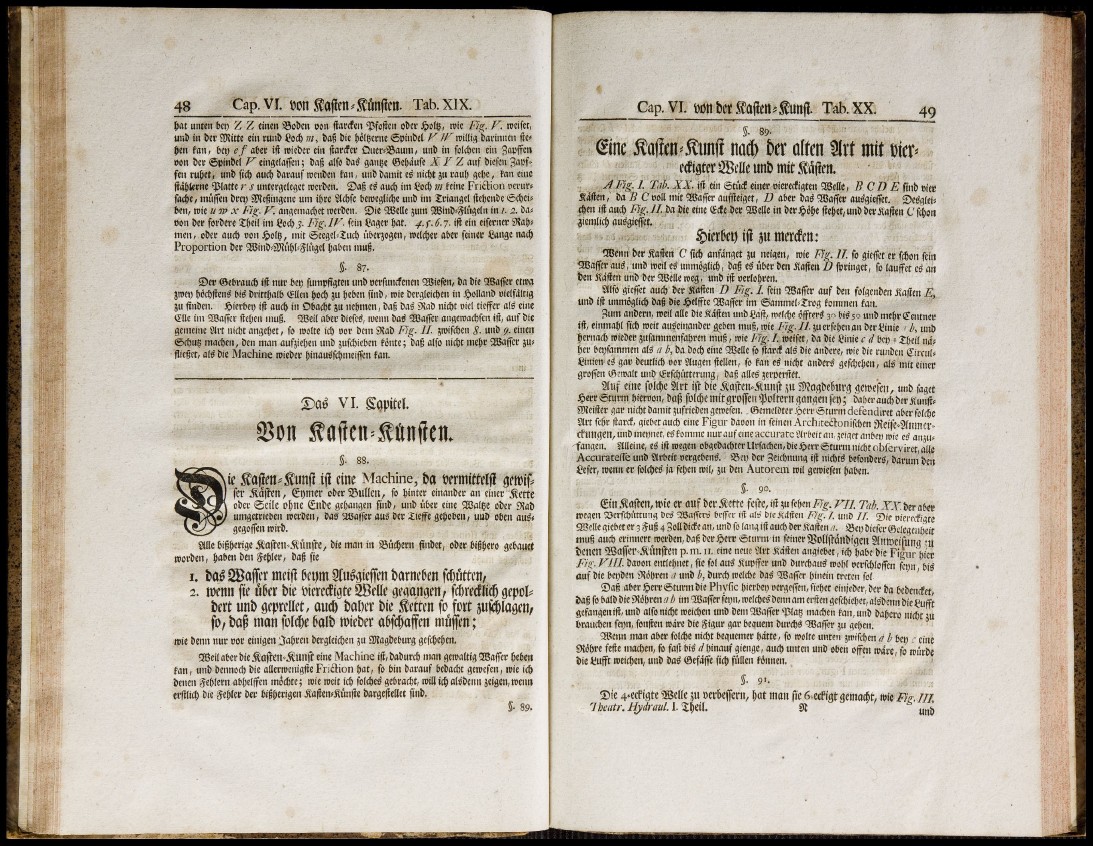 48 Cap. VI. von Kasten-Künsten. Tab. XIX.
hat unten bey Z Z einen Boden von starcken Pfosten oder Holtz, wie Fig. V. weiset,
und in der Mitte ein rund Loch m, daß die höltzerne Spindel V W willig darinnen ste-
hen kan, bey e f aber ist wieder ein starcker Quer-Baum, und in solchen ein Zapffen
von der Spindel V eingelassen; daß also das gantze Gehäuse X Y Z auf diesen Zapf-
fen ruhet, und sich auch darauf wenden kan, und damit es nicht zu rauh gehe, kan eine
stählerne Platte r s untergeleget werden. Daß es auch im Loch m keine Friction verur-
sache, müssen drey Meßingene um ihre Achse bewegliche und im Triangel stehende Schei-
ben, wie u w x Fig. V. angemachet werden. Die Welle zum Wind-Flügeln in 1. 2. da-
von der fordere Theil im Loch 3. Fig. IV. sein Lager hat. 4. 5. 6. 7. ist ein eiserner Rah-
men, oder auch von Holtz, mit Seegel-Tuch überzogen, welcher aber seiner Länge nach
Proportion der Wind-Mühl-Flügel haben muß.
§. 87.
Der Gebrauch ist nur bey sumpfigten und versunckenen Wiesen, da die Wasser etwa
zwey höchstens bis dritthalb Ellen hoch zu heben sind, wie dergleichen in Holland vielfältig
zu finden. Hierbey ist auch in Obacht zu nehmen, daß das Rad nicht viel tieffer als eine
Elle im Wasser stehen muß. Weil aber dieses, wenn das Wasser angewachsen ist, auf die
gemeine Art nicht angehet, so wolte ich vor dem Rad Fig. II. zwischen 8. und 9. einen
Schutz machen, den man aufziehen und zuschieben könte; daß also nicht mehr Wasser zu-
fliesset, als die Machine wieder hinausschmeissen kan.
Das VI. Capitel.
Von Kasten-Künsten.
§. 88.
Die Kasten-Kunst ist eine Machine, da vermittelst gewis-
ser Kästen, Eymer oder Bullen, so hinter einander an einer Kette
oder Seile ohne Ende gehangen sind, und über eine Waltze oder Rad
umgetrieben werden, das Wasser aus der Tieffe gehoben, und oben aus-
gegossen wird.
Alle bißherige Kasten-Künste, die man in Büchern findet, oder bißhero gebauet
worden, haben den Fehler, daß sie
1. das Wasser meist beym Ausgiessen darneben schütten,
2. wenn sie über die viereckigte Welle gegangen, schrecklich gepol-
dert und geprellet, auch daher die Ketten so fort zuschlagen,
so, daß man solche bald wieder abschaffen müssen;
wie denn nur vor einigen Jahren dergleichen zu Magdeburg geschehen.
Weil aber die Kasten-Kunst eine Machine ist, dadurch man gewaltig Wasser heben
kan, und dennoch die allerwenigste Friction hat, so bin darauf bedacht gewesen, wie ich
denen Fehlern abhelffen möchte; wie weit ich solches gebracht, will ich alsdenn zeigen, wenn
erstlich die Fehler der bißherigen Kasten-Künste dargestellet sind.
§. 89.
Cap. VI. von der Kasten-Kunst. Tab. XX. 49
§. 89.
Eine Kasten-Kunst nach der alten Art mit vier-
eckigter Welle und mit Kästen.
A Fig. I. Tab. XX. ist ein Stück einer viereckigten Welle, B C D E sind vier
Kästen, da B C voll mit Wasser aufsteiget, D aber das Wasser ausgiesset. Desglei-
chen ist auch Fig. II. da die eine Ecke der Welle in der Höhe stehet, und der Kasten C schon
ziemlich ausgiesset.
Hierbey ist zu mercken:
Wenn der Kasten C sich anfänget zu neigen, wie Fig. II. so giesset er schon sein
Wasser aus, und weil es unmöglich, daß es über den Kasten D springet, so lauffet es an
den Kästen und der Welle weg, und ist verlohren.
Also giesset auch der Kasten D Fig. I. sein Wasser auf den folgenden Kasten E,
und ist unmöglich daß die Helffte Wasser im Sammel-Trog kommen kan.
Zum andern, weil alle die Kästen und Last, welche öffters 30 bis 50 und mehr Centner
ist, einmahl sich weit auseinander geben muß, wie Fig. II. zu ersehen an der Linie a b, und
hernach wieder zusammenfahren muß, wie Fig. I. weiset, da die Linie c d bey Theil nä-
her beysammen als a b, da doch eine Welle so starck als die andere, wie die runden Circul-
Linien es gar deutlich vor Augen stellen, so kan es nicht anders geschehen, als mit einer
grossen Gewalt und Erschütterung, daß alles zerberstet.
Auf eine solche Art ist die Kasten-Kunst zu Magdeburg gewesen, und saget
Herr Sturm hiervon, daß solche mit grossen Poltern gangen sey; daher auch der Kunst-
Meister gar nicht damit zufrieden gewesen. Gemeldter Herr Sturm defendiret aber solche
Art sehr starck, giebet auch eine Figur davon in seinen Architectonischen Reise-Anmer-
ckungen, und meynet, es komme nur auf eine accurate Arbeit an, zeiget anbey wie es anzu-
fangen. Alleine, es ist wegen obgedachter Ursachen, die Herr Sturm nicht observiret, alle
Accuratesse und Arbeit vergebens. Bey der Zeichnung ist nichts besonders, darum den
Leser, wenn er solches ja sehen wil, zu den Autorem wil gewiesen haben.
§. 90.
Ein Kasten, wie er auf der Kette feste, ist zu sehen Fig. VII. Tab. XX. der aber
wegen Verschüttung des Wassers besser ist als die Kästen Fig. I. und II. Die viereckigte
Welle giebet er 3 Fuß 4 Zoll dicke an, und so lang ist auch der Kasten a. Bey dieser Gelegenheit
muß auch erinnert werden, daß der Herr Sturm in seiner Vollständigen Anweisung zu
denen Wasser-Künsten p. m. 11. eine neue Art Kästen angiebet, ich habe die Figur hier
Fig. VIII. davon entlehnet, sie sol aus Kupffer und durchaus wohl verschlossen seyn, bis
auf die beyden Röhren a und b, durch welche das Wasser hinein treten sol
Daß aber Herr Sturm die Physic hierbey vergessen, siehet einjeder, der da bedencket,
daß so bald die Röhren a b im Wasser seyn, welches denn am ersten geschiehet, alsdenn die Lufft
gefangen ist, und also nicht weichen und dem Wasser Platz machen kan, und dahero nicht zu
brauchen seyn, sonsten wäre die Figur gar bequem durchs Wasser zu gehen.
Wenn man aber solche nicht bequemer hätte, so wolte unten zwischen a b bey c eine
Röhre feste machen, so fast bis d hinauf gienge, auch unten und oben offen wäre, so würde
die Lufft weichen, und das Gefässe sich füllen können.
§. 91.
Die 4-eckigte Welle zu verbessern, hat man sie 6-eckigt gemacht, wie Fig. III.
Theatr. Hydraul. I. Theil. N und